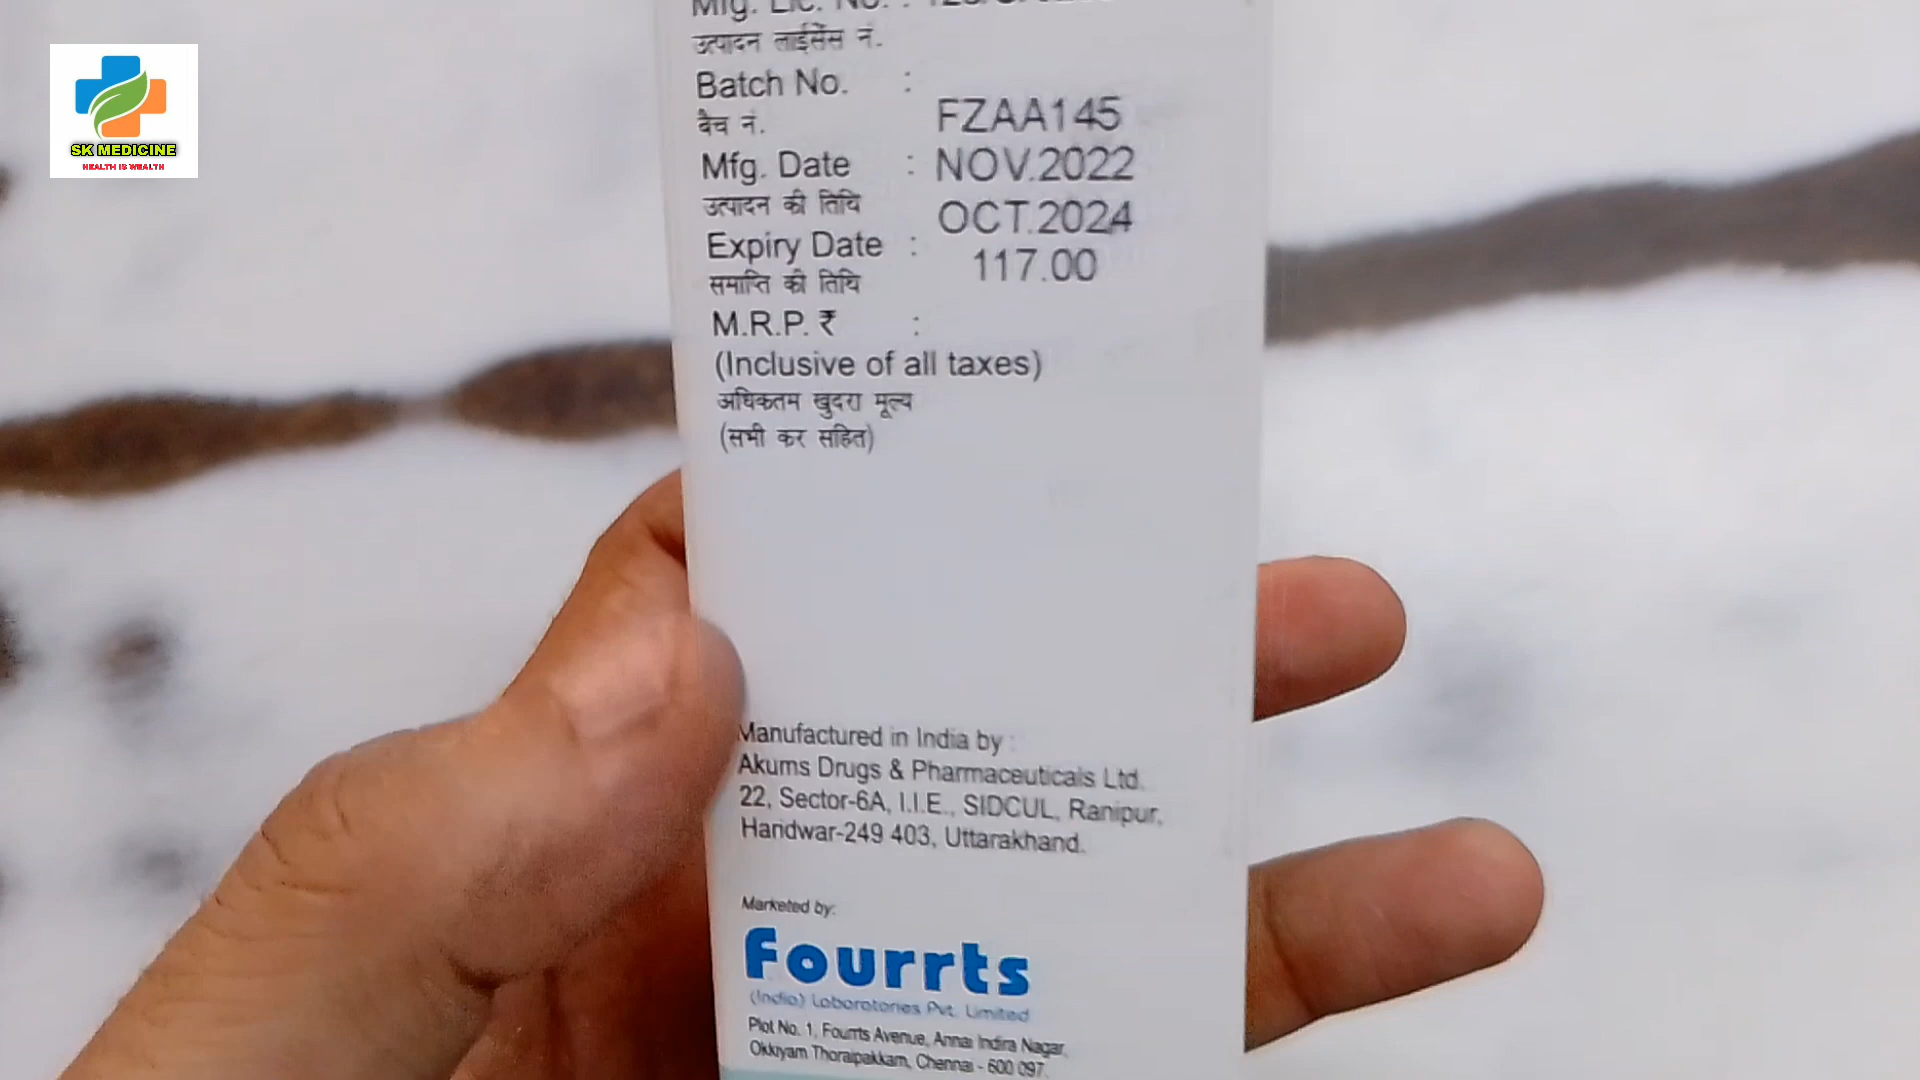 SK MEDICINE
HEALTH IS WEALTH
Mfg. Lic. No. :
उत्पादन लाईसेंस नं.
Batch No. :
बैच नं.
FZAA145
Mfg. Date : NOV.2022
उत्पादन की तिथि
OCT.2024
Expiry Date :
समाप्ति की तिथि
117.00
M.R.P. ₹ :
(Inclusive of all taxes)
अधिकतम खुदरा मूल्य
(सभी कर सहित)
Manufactured in India by :
Akums Drugs & Pharmaceuticals Ltd.
22, Sector-6A, I.I.E., SIDCUL, Ranipur,
Haridwar-249 403, Uttarakhand.
Marketed by:
Fourrts
(India) Laboratories Pvt. Limited
Plot No. 1, Fourrts Avenue, Annai Indira Nagar,
Okkiyam Thoraipakkam, Chennai - 600 097.